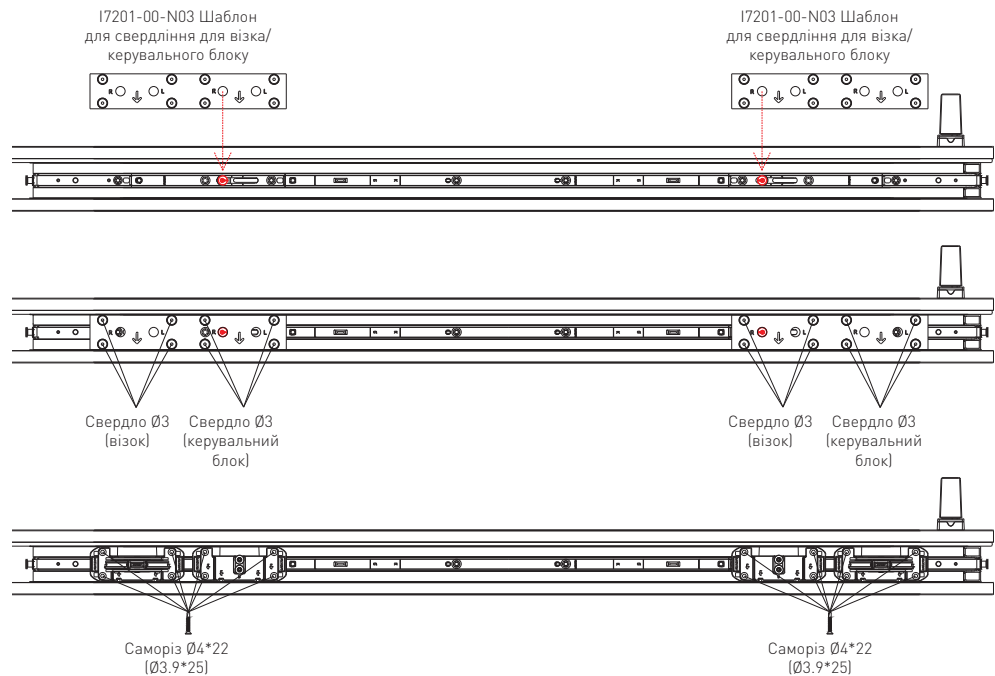 I7201-00-N03 Шаблон
для свердління для візка/
керувального блоку
I7201-00-N03 Шаблон
для свердління для візка/
керувального блоку
R L R L
R L R L
R L R L
R L R L
Свердло Ø3
(візок)
Свердло Ø3
(керувальний
блок)
Свердло Ø3
(візок)
Свердло Ø3
(керувальний
блок)
Саморіз Ø4*22
(Ø3.9*25)
Саморіз Ø4*22
(Ø3.9*25)